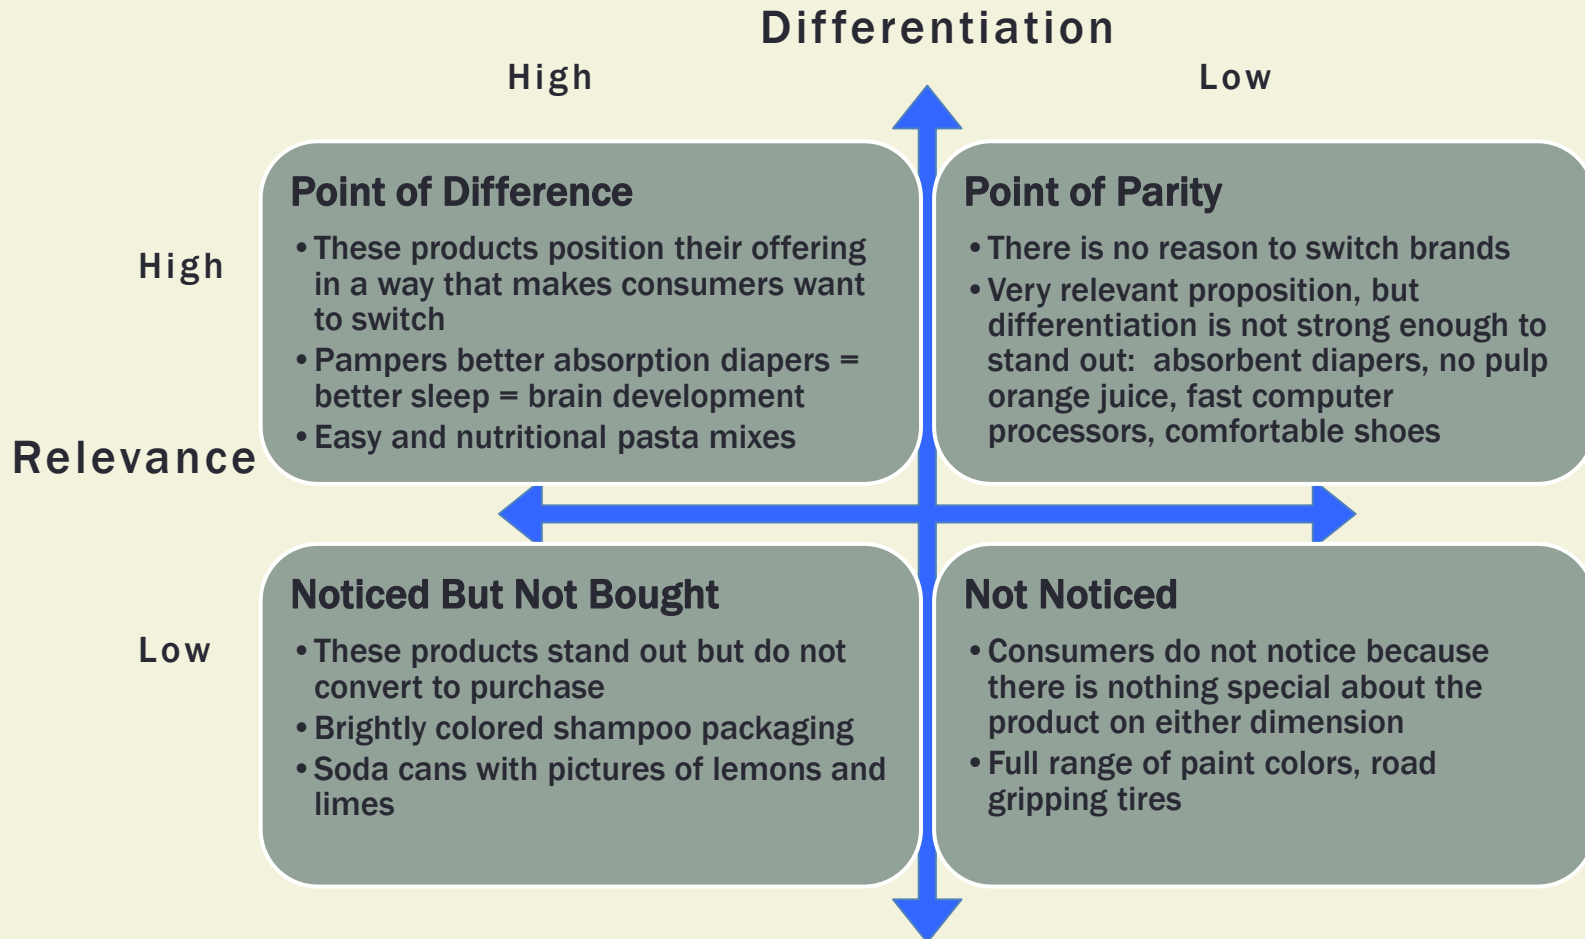 Differentiation
High
Low
High
Relevance
Low
Point of Difference
• These products position their offering
in a way that makes consumers want
to switch
• Pampers better absorption diapers =
better sleep = brain development
• Easy and nutritional pasta mixes
Point of Parity
• There is no reason to switch brands
• Very relevant proposition, but
differentiation is not strong enough to
stand out:  absorbent diapers, no pulp
orange juice, fast computer
processors, comfortable shoes
Noticed But Not Bought
• These products stand out but do not
convert to purchase
• Brightly colored shampoo packaging
• Soda cans with pictures of lemons and
limes
Not Noticed
• Consumers do not notice because
there is nothing special about the
product on either dimension
• Full range of paint colors, road
gripping tires